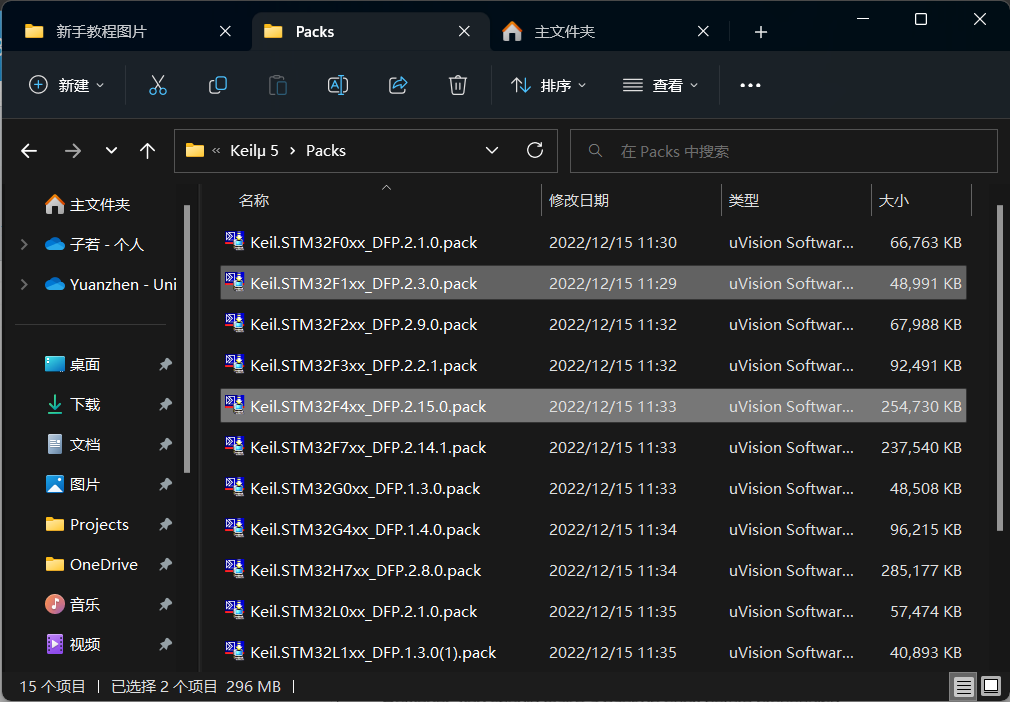 新手教程图片 Packs 主文件夹
新建 排序 查看
« Keilμ 5 Packs 在 Packs 中搜索
名称 修改日期 类型 大小
主文件夹
子若 - 个人
Yuanzhen - Uni
桌面
下载
文档
图片
Projects
OneDrive
音乐
视频
Keil.STM32F0xx_DFP.2.1.0.pack 2022/12/15 11:30 uVision Softwar... 66,763 KB
Keil.STM32F1xx_DFP.2.3.0.pack 2022/12/15 11:29 uVision Softwar... 48,991 KB
Keil.STM32F2xx_DFP.2.9.0.pack 2022/12/15 11:32 uVision Softwar... 67,988 KB
Keil.STM32F3xx_DFP.2.2.1.pack 2022/12/15 11:32 uVision Softwar... 92,491 KB
Keil.STM32F4xx_DFP.2.15.0.pack 2022/12/15 11:33 uVision Softwar... 254,730 KB
Keil.STM32F7xx_DFP.2.14.1.pack 2022/12/15 11:33 uVision Softwar... 237,540 KB
Keil.STM32G0xx_DFP.1.3.0.pack 2022/12/15 11:33 uVision Softwar... 48,508 KB
Keil.STM32G4xx_DFP.1.4.0.pack 2022/12/15 11:34 uVision Softwar... 96,215 KB
Keil.STM32H7xx_DFP.2.8.0.pack 2022/12/15 11:34 uVision Softwar... 285,177 KB
Keil.STM32L0xx_DFP.2.1.0.pack 2022/12/15 11:35 uVision Softwar... 57,474 KB
Keil.STM32L1xx_DFP.1.3.0(1).pack 2022/12/15 11:35 uVision Softwar... 40,893 KB
15 个项目 已选择 2 个项目 296 MB